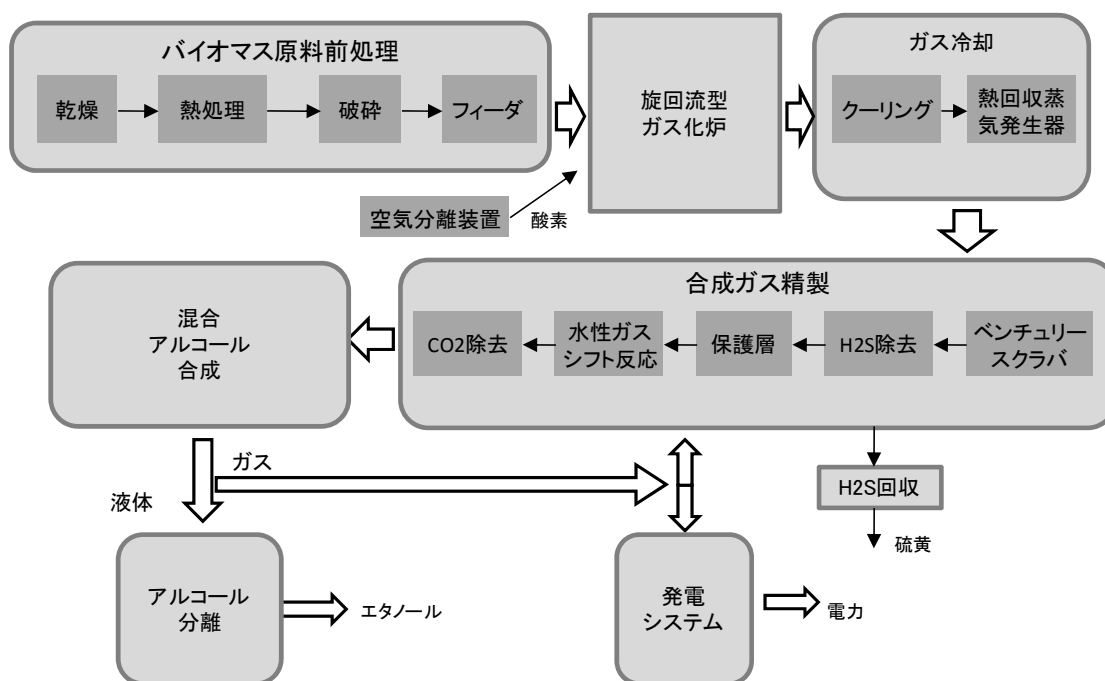 バイオマス原料前処理
乾燥
熱処理
破砕
フィーダ
旋回流型
ガス化炉
ガス冷却
クーリング
熱回収蒸
気発生器
空気分離装置
酸素
混合
アルコール
合成
合成ガス精製
CO2除去
水性ガス
シフト反応
保護層
H2S除去
ベンチュリー
スクラバ
ガス
液体
H2S回収
硫黄
アルコール
分離
エタノール
発電
システム
電力